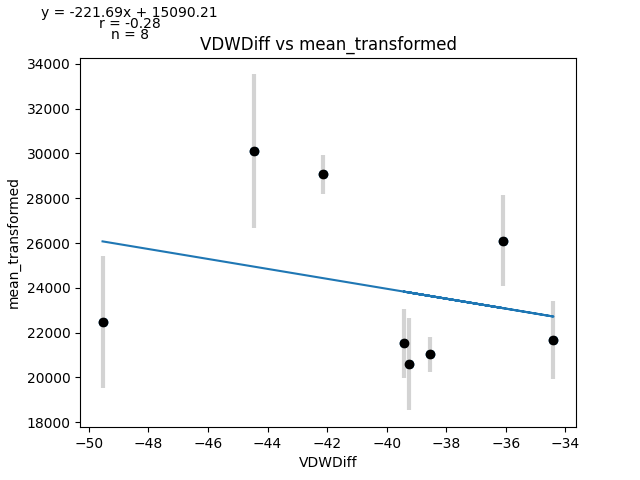 y = -221.69x + 15090.21
r = -0.28
n = 8
VDWDiff vs mean_transformed
34000
32000
30000
28000
26000
24000
22000
20000
18000
mean_transformed
−50 −48 −46 −44 −42 −40 −38 −36 −34
VDWDiff